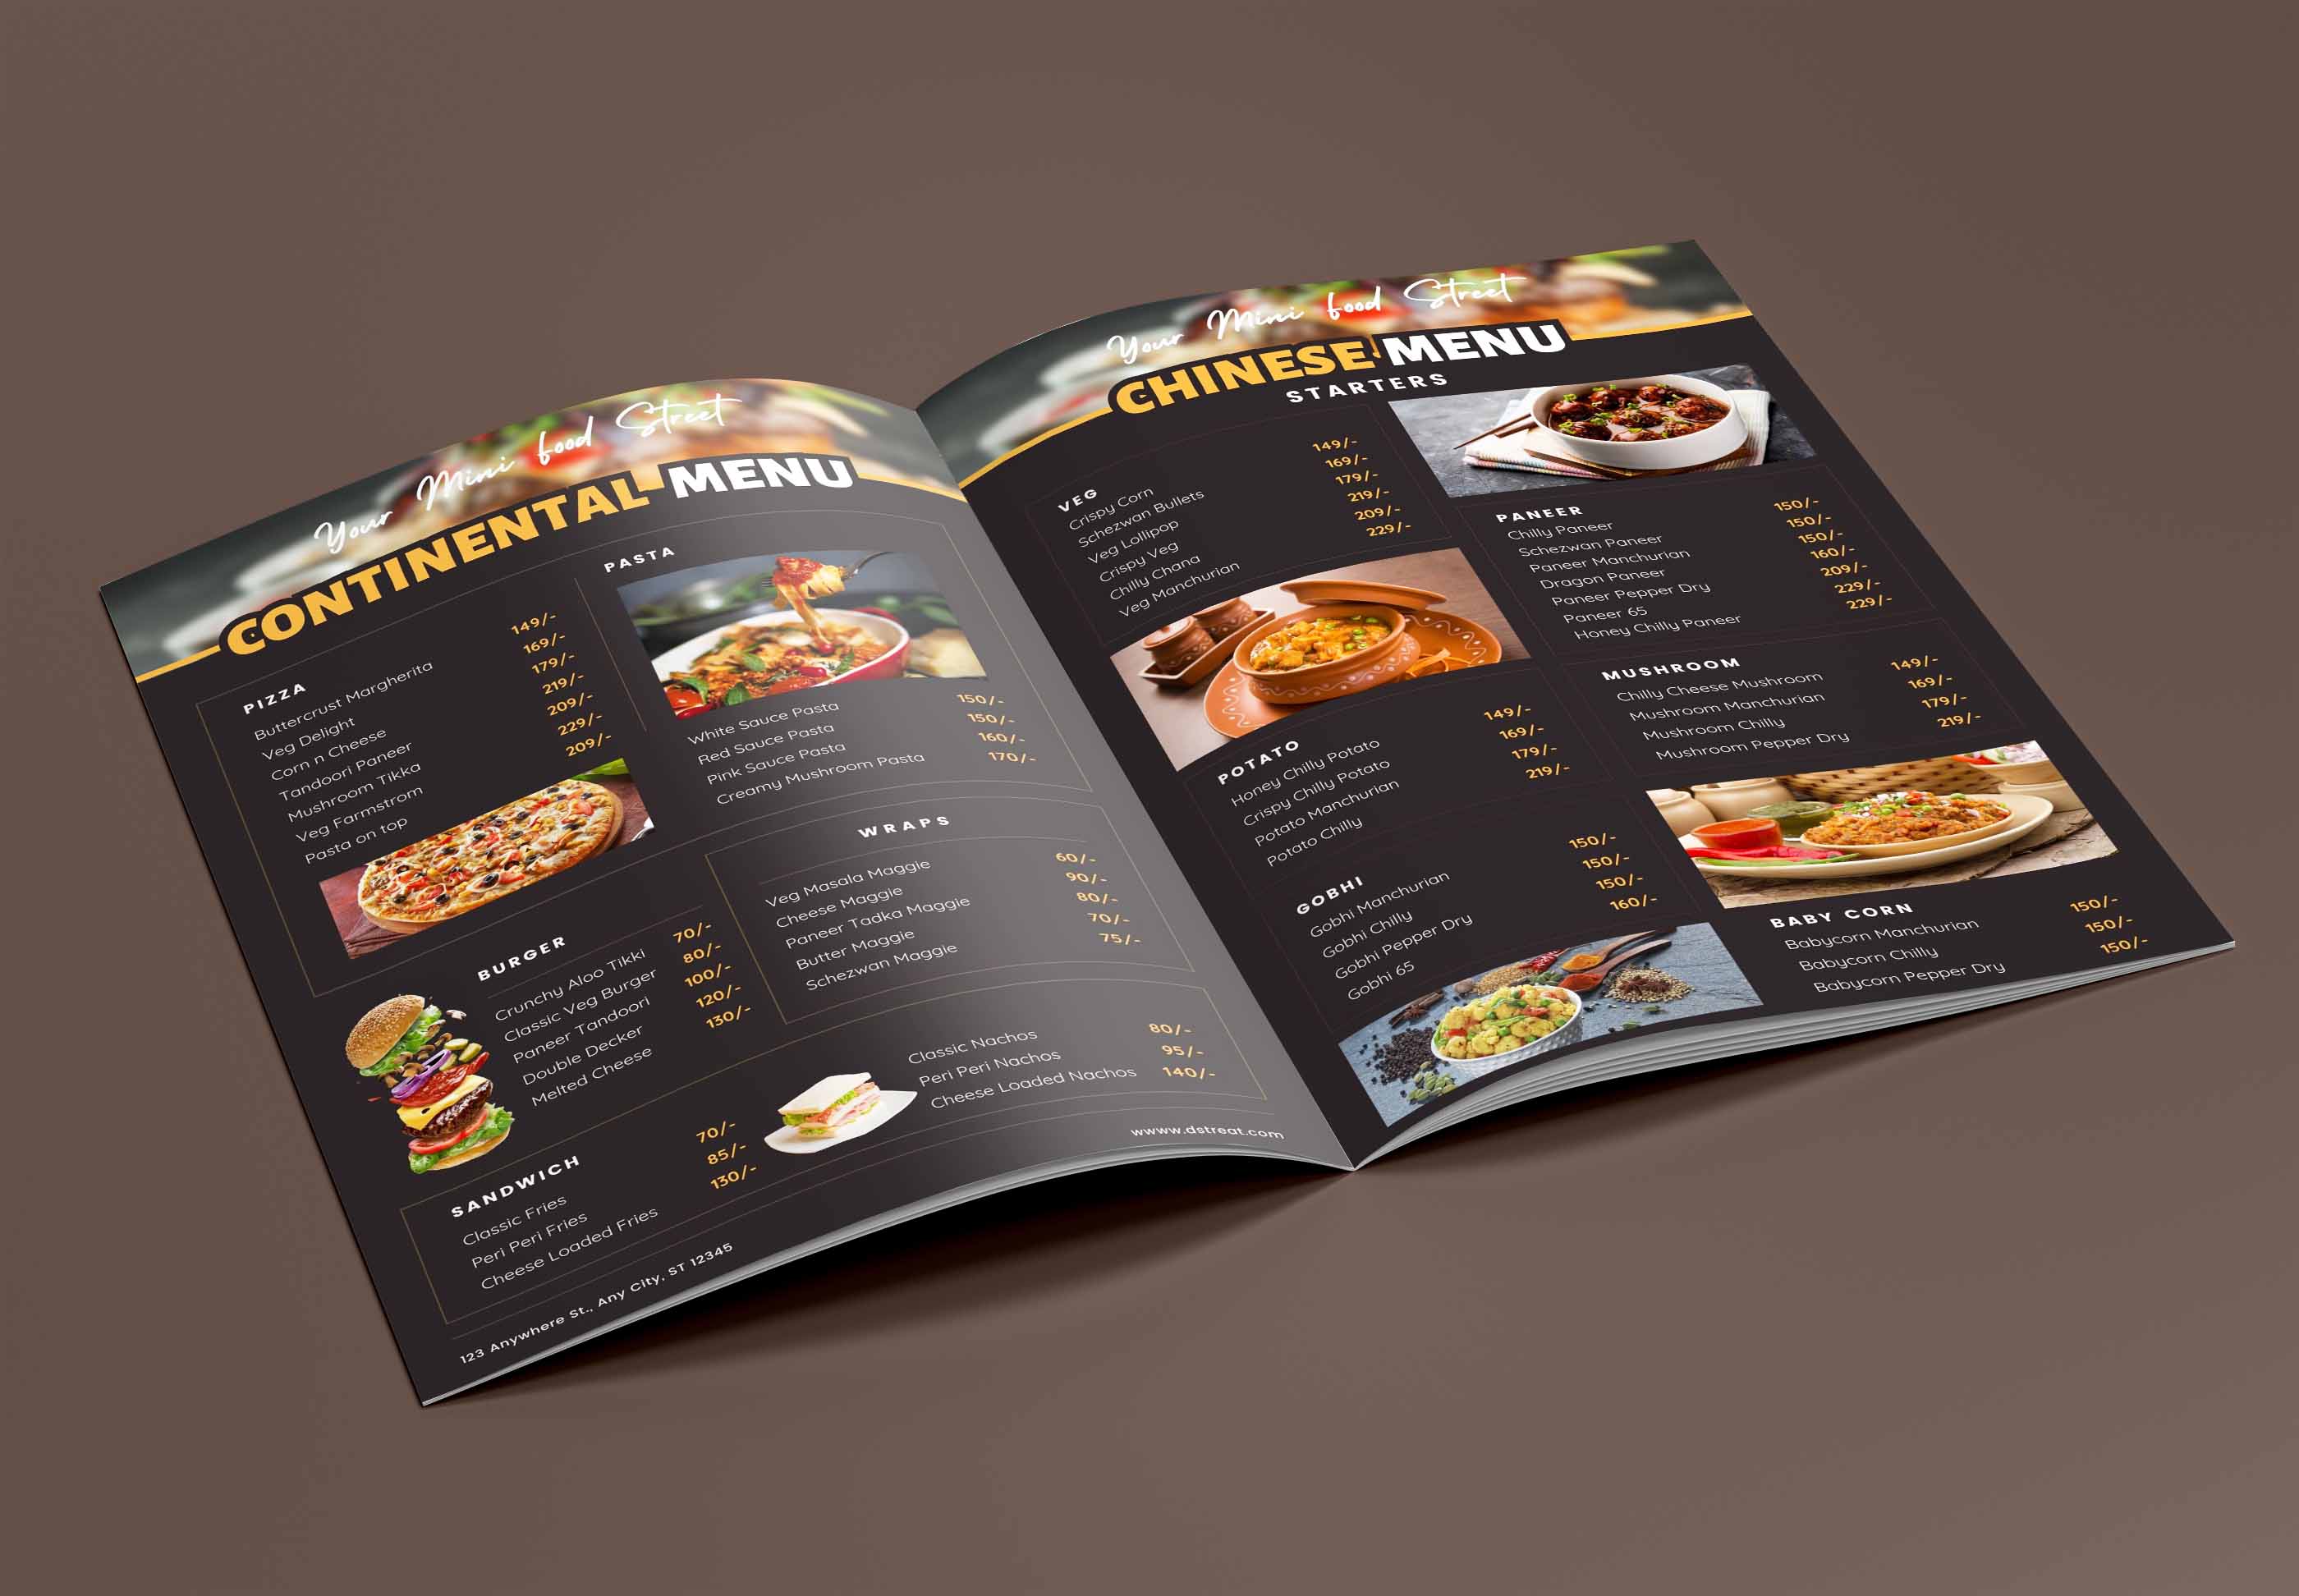 Your Mini food Street
CONTINENTAL MENU
PIZZA
Buttercrust Margherita 149/-
Veg Delight 169/-
Corn n Cheese 179/-
Tandoori Paneer 219/-
Mushroom Tikka 209/-
Veg Farmstrom 229/-
Pasta on top 209/-
PASTA
White Sauce Pasta 150/-
Red Sauce Pasta 150/-
Pink Sauce Pasta 160/-
Creamy Mushroom Pasta 170/-
BURGER
Crunchy Aloo Tikki 70/-
Classic Veg Burger 80/-
Paneer Tandoori 100/-
Double Decker 120/-
Melted Cheese 130/-
WRAPS
Veg Masala Maggie 60/-
Cheese Maggie 90/-
Paneer Tadka Maggie 80/-
Butter Maggie 70/-
Schezwan Maggie 75/-
SANDWICH
Classic Fries 70/-
Peri Peri Fries 85/-
Cheese Loaded Fries 130/-
Classic Nachos 80/-
Peri Peri Nachos 95/-
Cheese Loaded Nachos 140/-
123 Anywhere St., Any City, ST 12345
wwww.dstreat.com
Your Mini food Street
CHINESE MENU
STARTERS
VEG
Crispy Corn 149/-
Schezwan Bullets 169/-
Veg Lollipop 179/-
Crispy Veg 219/-
Chilly Chana 209/-
Veg Manchurian 229/-
POTATO
Honey Chilly Potato 149/-
Crispy Chilly Potato 169/-
Potato Manchurian 179/-
Potato Chilly 219/-
GOBHI
Gobhi Manchurian 150/-
Gobhi Chilly 150/-
Gobhi Pepper Dry 150/-
Gobhi 65 160/-
PANEER
Chilly Paneer 150/-
Schezwan Paneer 150/-
Paneer Manchurian 150/-
Dragon Paneer 160/-
Paneer Pepper Dry 209/-
Paneer 65 229/-
Honey Chilly Paneer 229/-
MUSHROOM
Chilly Cheese Mushroom 149/-
Mushroom Manchurian 169/-
Mushroom Chilly 179/-
Mushroom Pepper Dry 219/-
BABY CORN
Babycorn Manchurian 150/-
Babycorn Chilly 150/-
Babycorn Pepper Dry 150/-